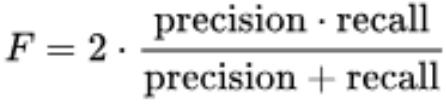 F = 2 · precision · recall / precision + recall